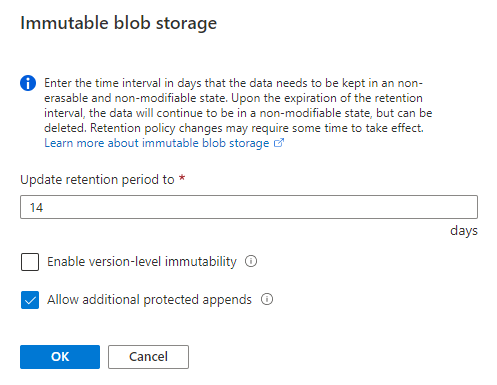 Immutable blob storage
Enter the time interval in days that the data needs to be kept in an non-
erasable and non-modifiable state. Upon the expiration of the retention
interval, the data will continue to be in a non-modifiable state, but can be
deleted. Retention policy changes may require some time to take effect.
Learn more about immutable blob storage
Update retention period to *
14
days
Enable version-level immutability
Allow additional protected appends
OK Cancel